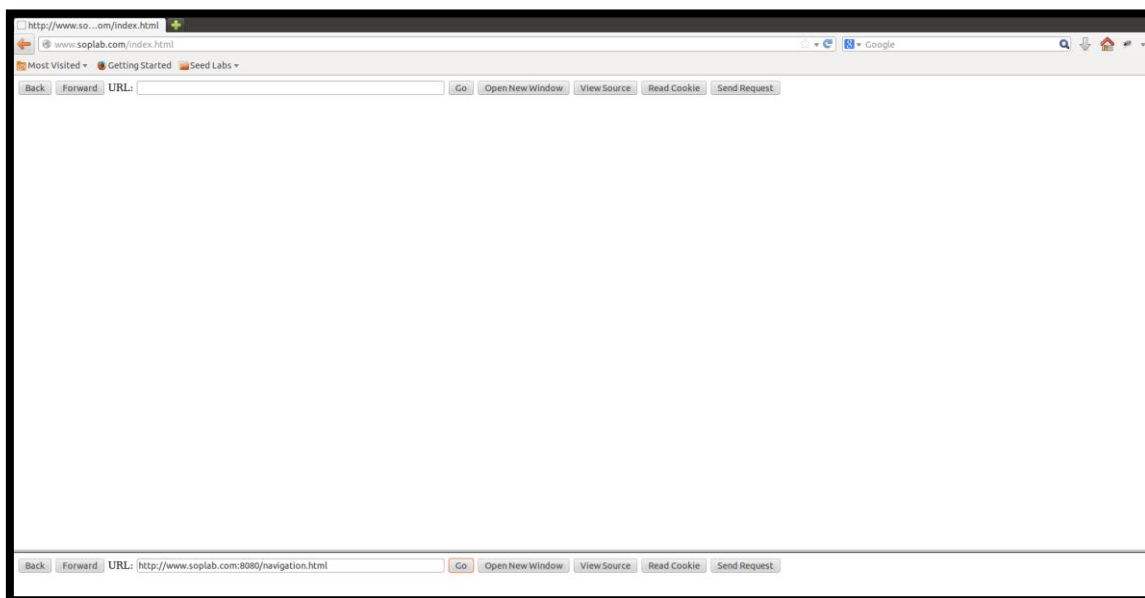 http://www.so...om/index.html
www.soplab.com/index.html Google
Most Visited Getting Started Seed Labs
Back Forward URL: Go Open New Window View Source Read Cookie Send Request
Back Forward URL: http://www.soplab.com:8080/navigation.html Go Open New Window View Source Read Cookie Send Request